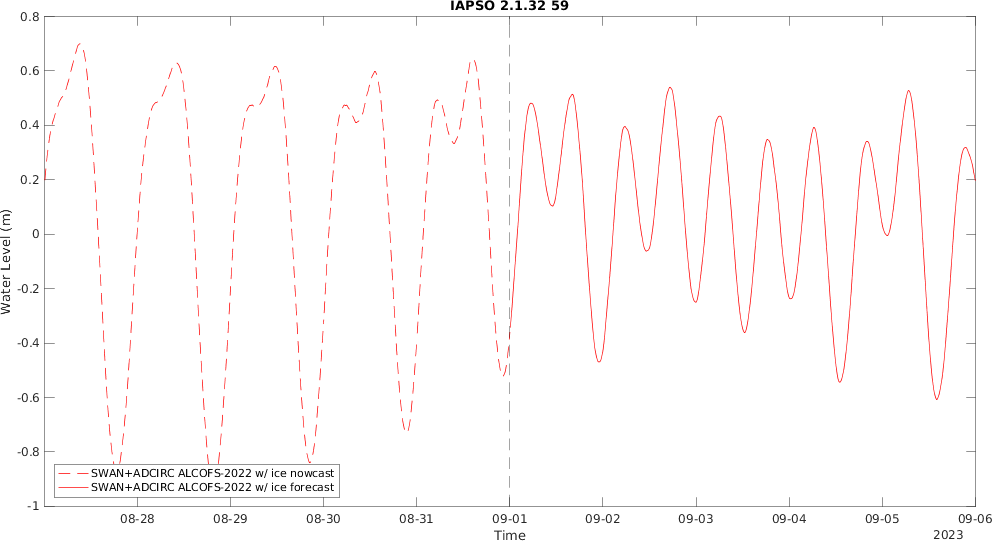 IAPSO 2.1.32 59
Water Level (m)
0.8
0.6
0.4
0.2
0
-0.2
-0.4
-0.6
-0.8
-1
SWAN+ADCIRC ALCOFS-2022 w/ ice nowcast
SWAN+ADCIRC ALCOFS-2022 w/ ice forecast
08-28 08-29 08-30 08-31 09-01 09-02 09-03 09-04 09-05 09-06
Time
2023